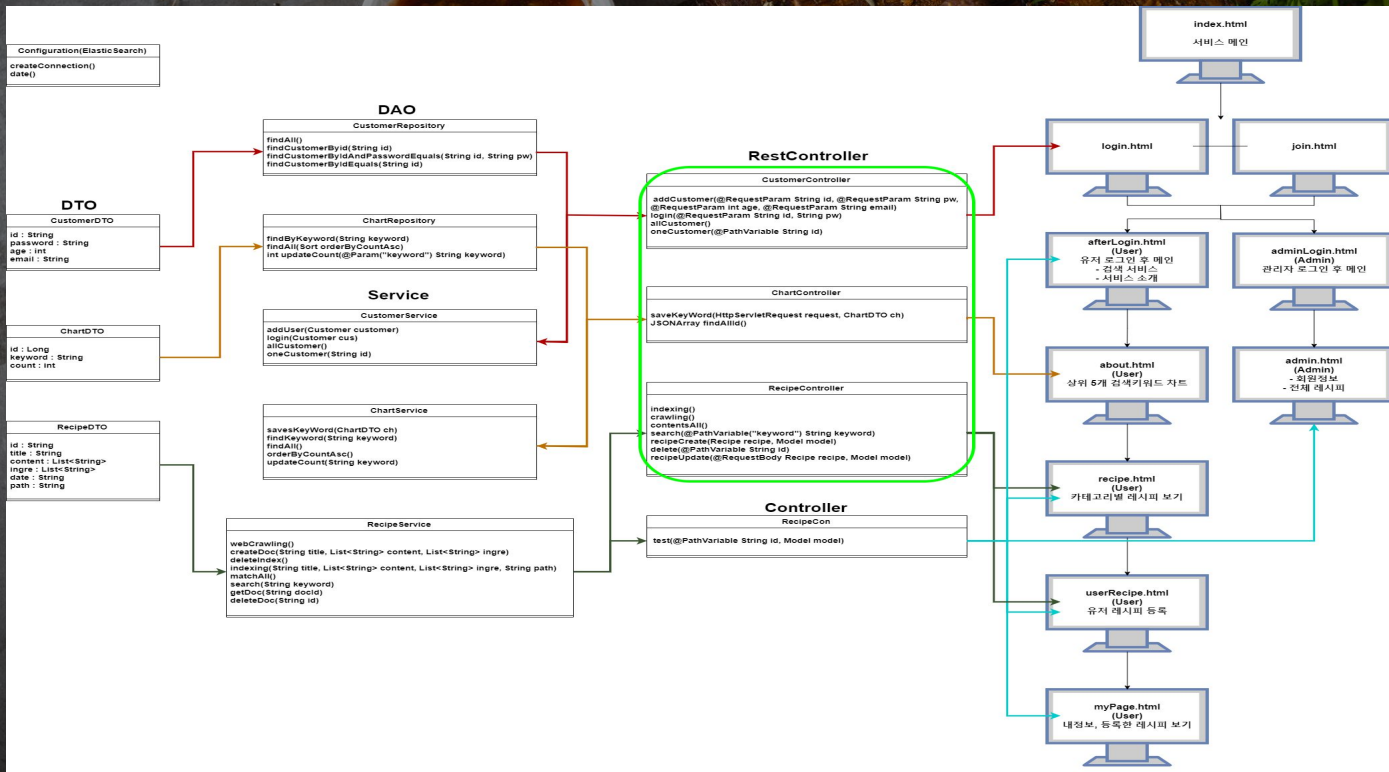 Configuration(ElasticSearch)
createConnection()
date()
DTO
CustomerDTO
id : String
password : String
age : int
email : String
ChartDTO
id : Long
keyword : String
count : int
RecipeDTO
id : String
title : String
content : List<String>
ingre : List<String>
date : String
path : String
DAO
CustomerRepository
findAll()
findCustomerByid(String id)
findCustomerByIdAndPasswordEquals(String id, String pw)
findCustomerByIdEquals(String id)
ChartRepository
findByKeyword(String keyword)
findAll(Sort orderByCountAsc)
int updateCount(@Param("keyword") String keyword)
Service
CustomerService
addUser(Customer customer)
login(Customer cus)
allCustomer()
oneCustomer(String id)
ChartService
savesKeyWord(ChartDTO ch)
findKeyword(String keyword)
findAll()
orderByCountAsc()
updateCount(String keyword)
RecipeService
webCrawling()
createDoc(String title, List<String> content, List<String> ingre)
deleteIndex()
indexing(String title, List<String> content, List<String> ingre, String path)
matchAll()
search(String keyword)
getDoc(String docId)
deleteDoc(String id)
RestController
CustomerController
addCustomer(@RequestParam String id, @RequestParam String pw,
@RequestParam int age, @RequestParam String email)
login(@RequestParam String id, String pw)
allCustomer()
oneCustomer(@PathVariable String id)
ChartController
saveKeyWord(HttpServletRequest request, ChartDTO ch)
JSONArray findAllId()
RecipeController
indexing()
crawling()
contentsAll()
search(@PathVariable("keyword") String keyword)
recipeCreate(Recipe recipe, Model model)
delete(@PathVariable String id)
recipeUpdate(@RequestBody Recipe recipe, Model model)
Controller
RecipeCon
test(@PathVariable String id, Model model)
index.html
서비스 메인
login.html
join.html
afterLogin.html
(User)
유저 로그인 후 메인
- 검색 서비스
- 서비스 소개
adminLogin.html
(Admin)
관리자 로그인 후 메인
about.html
(User)
상위 5개 검색키워드 차트
admin.html
(Admin)
- 회원정보
- 전체 레시피
recipe.html
(User)
카테고리별 레시피 보기
userRecipe.html
(User)
유저 레시피 등록
myPage.html
(User)
내정보, 등록한 레시피 보기